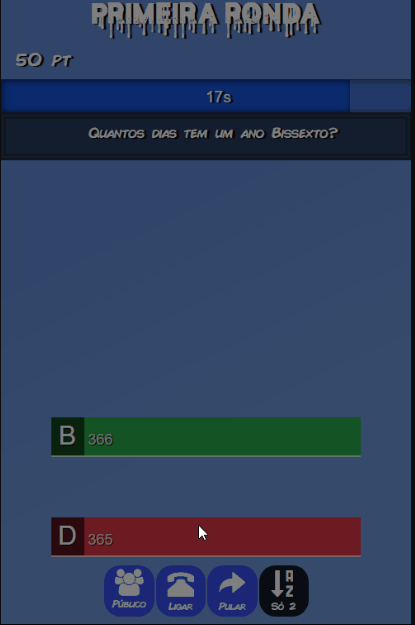 PRIMEIRA RONDA
50 PT
17s
Quantos dias tem um ano Bissexto?
B 366
D 365
Público Ligar Pular Só 2
A
Z